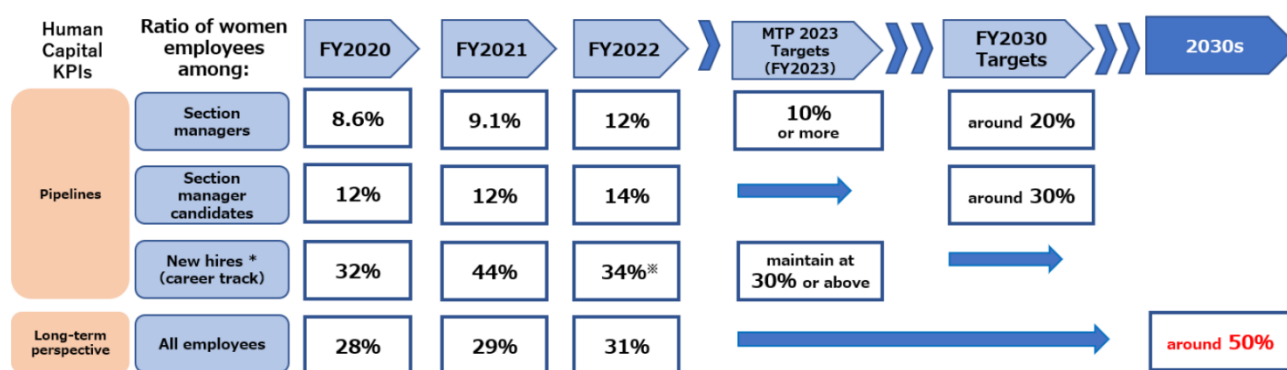 Human
Capital
KPIs
Ratio of women
employees
among:
FY2020
FY2021
FY2022
MTP 2023
Targets
(FY2023)
FY2030
Targets
2030s
Pipelines
Section
managers
8.6%
9.1%
12%
10%
or more
around 20%
Section
manager
candidates
12%
12%
14%
around 30%
New hires *
(career track)
32%
44%
34%※
maintain at
30% or above
Long-term
perspective
All employees
28%
29%
31%
around 50%